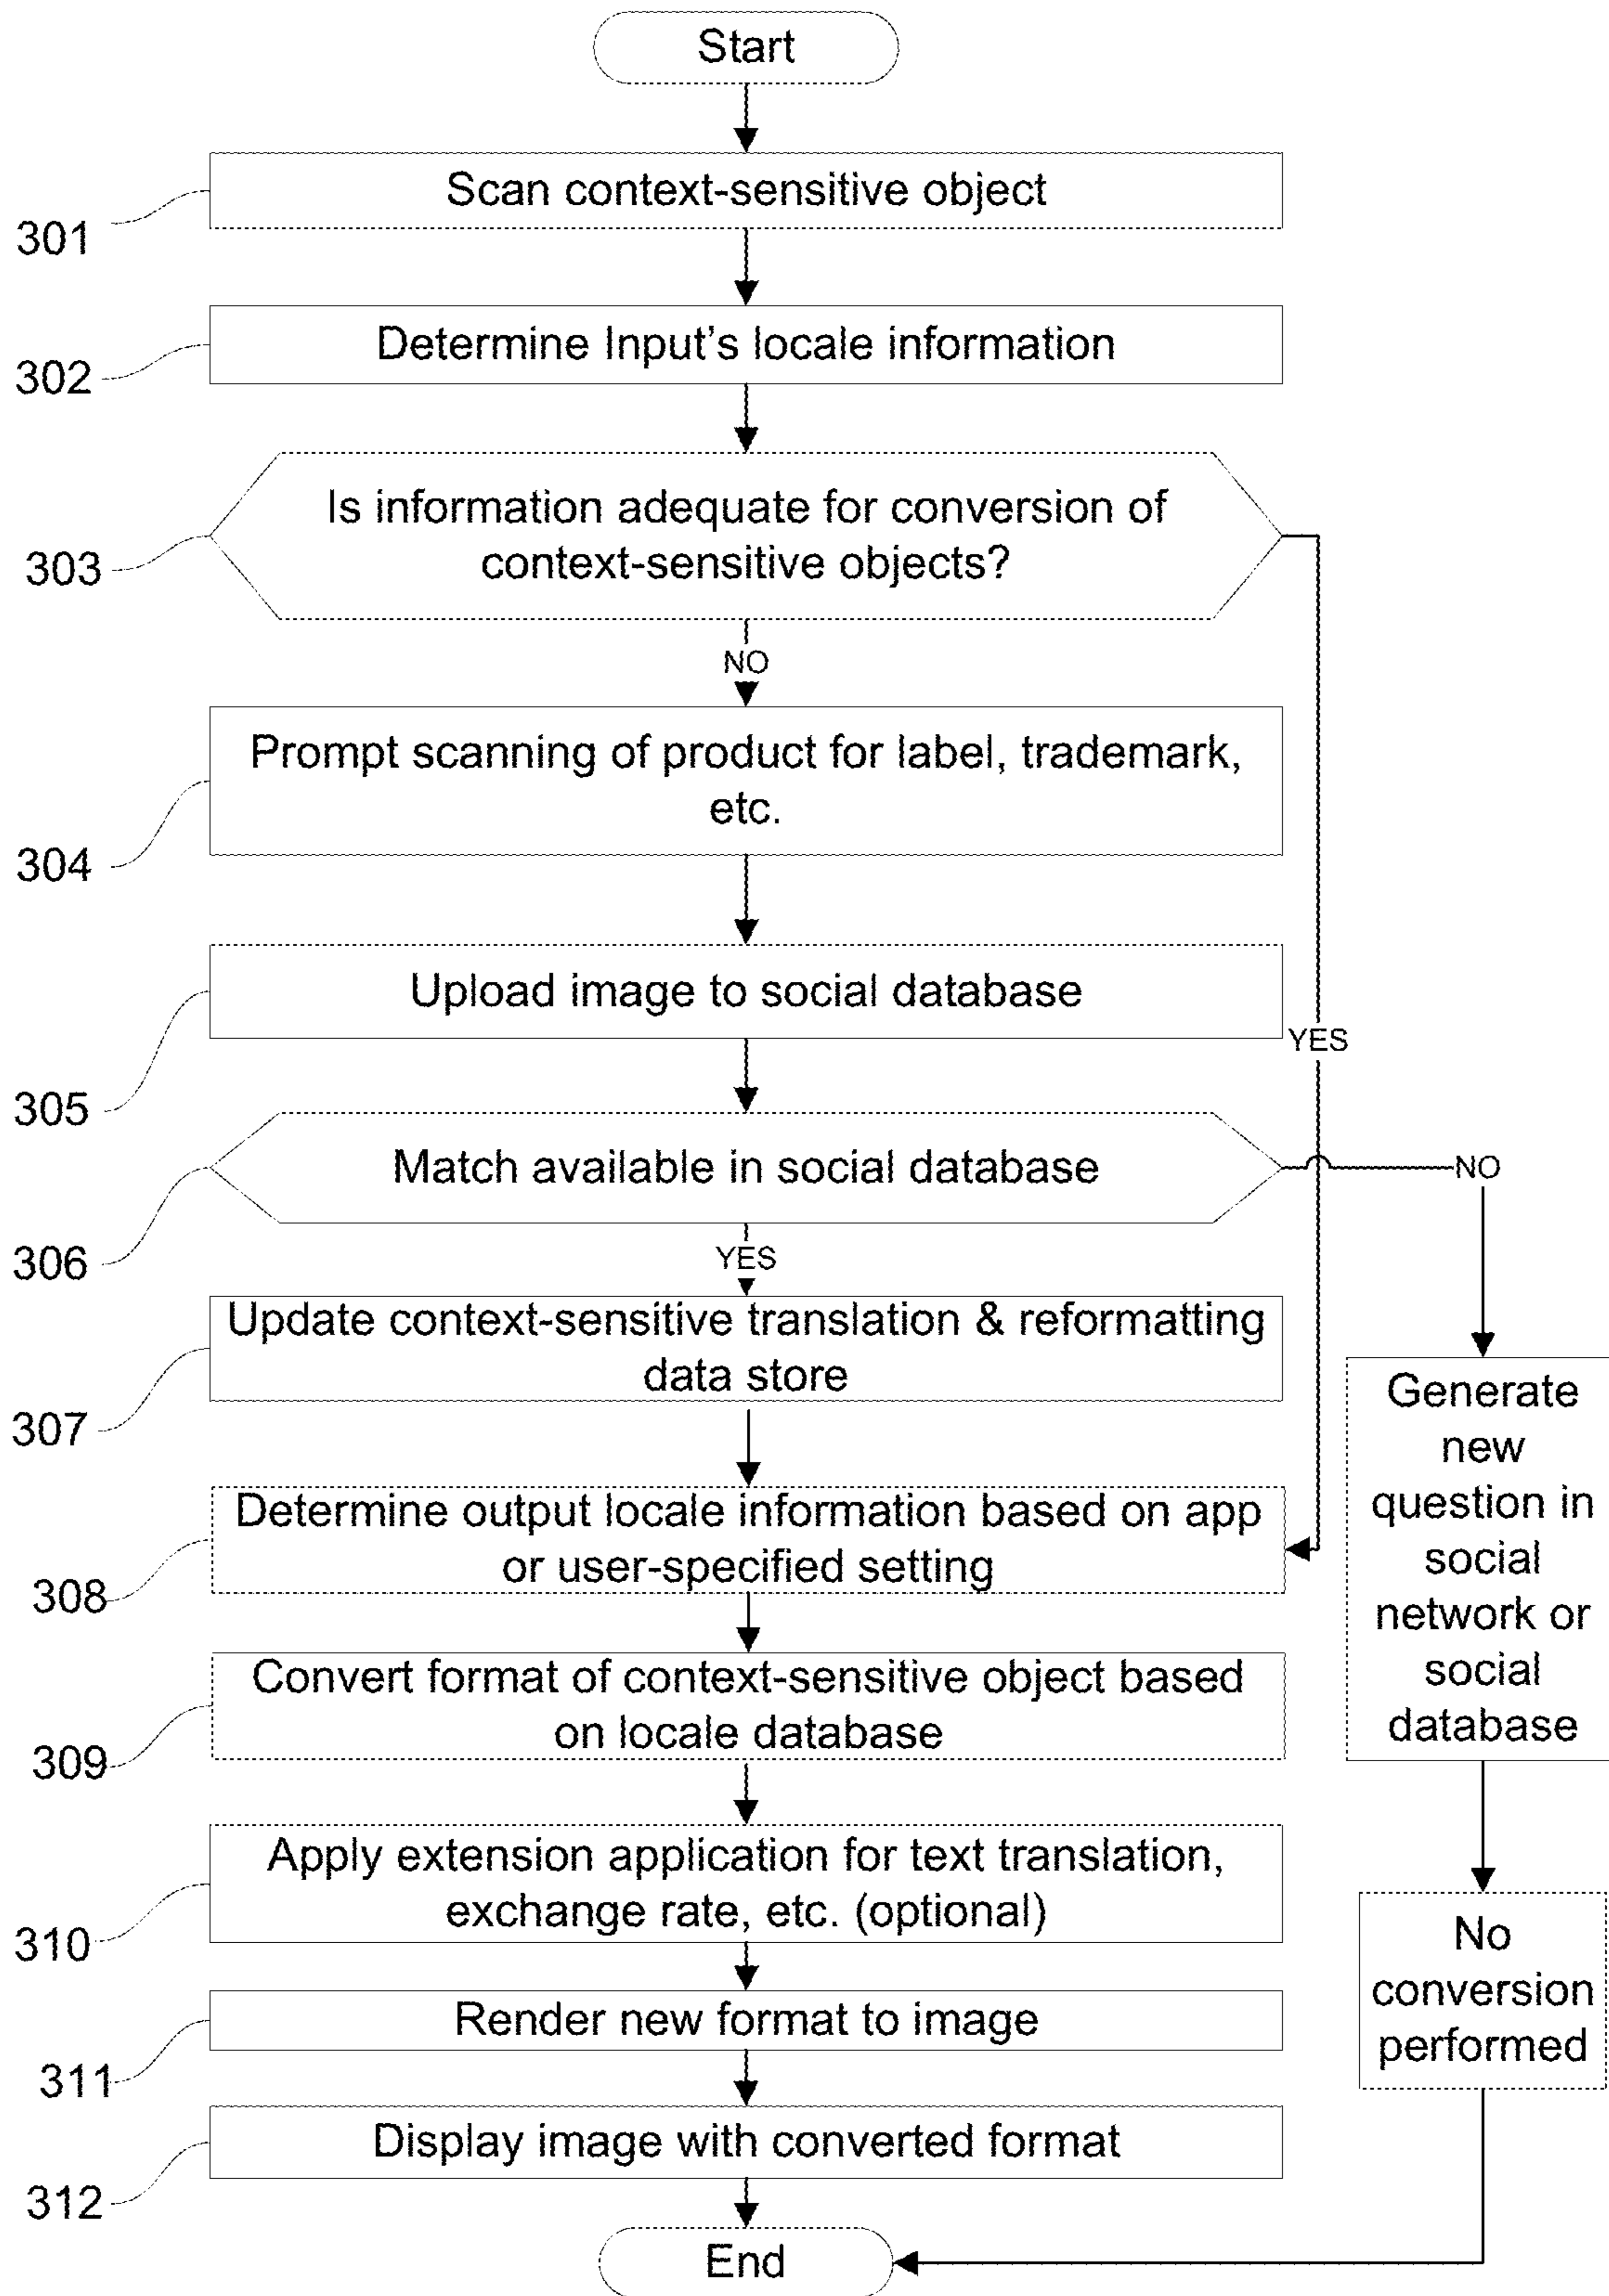 Start
Scan context-sensitive object
301
Determine Input's locale information
302
Is information adequate for conversion of
context-sensitive objects?
303
NO
Prompt scanning of product for label, trademark,
etc.
304
Upload image to social database
YES
305
Match available in social database
NO
306
YES
Update context-sensitive translation & reformatting
data store
307
Generate
new
question in
social
network or
social
database
Determine output locale information based on app
or user-specified setting
308
Convert format of context-sensitive object based
on locale database
309
Apply extension application for text translation,
exchange rate, etc. (optional)
310
No
conversion
performed
Render new format to image
311
Display image with converted format
312
End